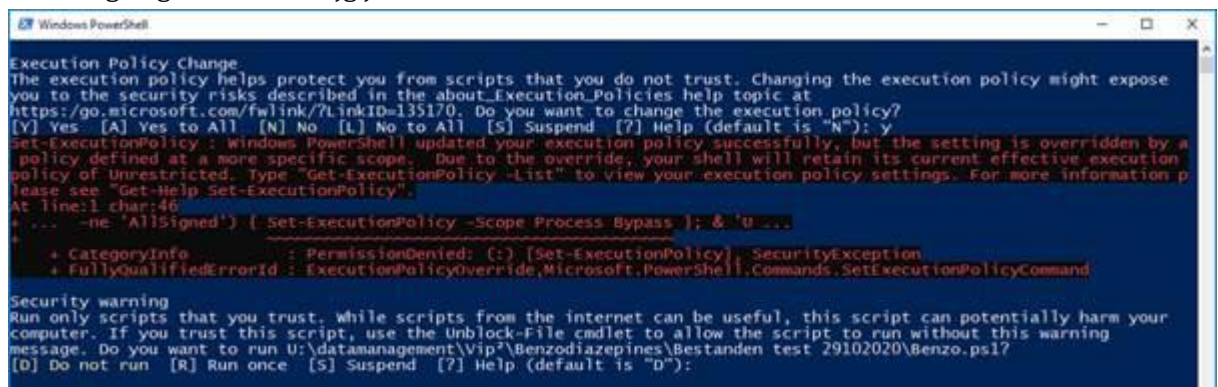 Windows PowerShell
Execution Policy Change
The execution policy helps protect you from scripts that you do not trust. Changing the execution policy might expose
you to the security risks described in the about_Execution_Policies help topic at
https:/go.microsoft.com/fwlink/?LinkID=135170. Do you want to change the execution policy?
[Y] Yes [A] Yes to All [N] No [L] No to All [S] Suspend [?] Help (default is "N"): y
Set-ExecutionPolicy : Windows PowerShell updated your execution policy successfully, but the setting is overridden by a
policy defined at a more specific scope. Due to the override, your shell will retain its current effective execution
policy of Unrestricted. Type "Get-ExecutionPolicy -List" to view your execution policy settings. For more information p
lease see "Get-Help Set-ExecutionPolicy".
At line:1 char:46
+ ... -ne 'AllSigned') { Set-ExecutionPolicy -Scope Process Bypass }; & 'U ...
+
+ CategoryInfo : PermissionDenied: (:) [Set-ExecutionPolicy], SecurityException
+ FullyQualifiedErrorId : ExecutionPolicyOverride,Microsoft.PowerShell.Commands.SetExecutionPolicyCommand
Security warning
Run only scripts that you trust. While scripts from the internet can be useful, this script can potentially harm your
computer. If you trust this script, use the Unblock-File cmdlet to allow the script to run without this warning
message. Do you want to run U:\datamanagement\Vip²\Benzodiazepines\Bestanden test 29102020\Benzo.ps1?
[D] Do not run [R] Run once [S] Suspend [?] Help (default is "D"):